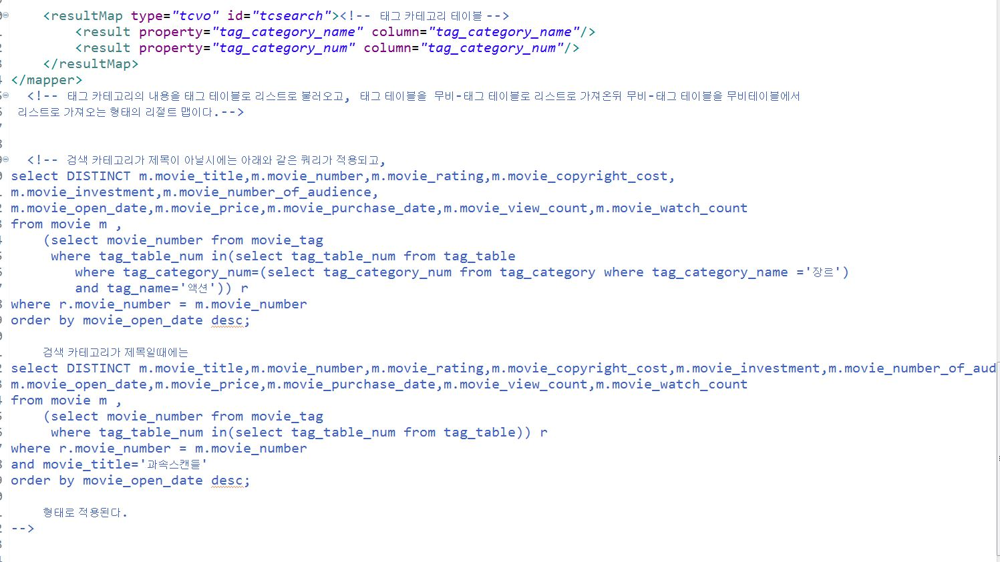 <resultMap type="tcvo" id="tcsearch"><!-- 태그 카테고리 테이블 -->
<result property="tag_category_name" column="tag_category_name"/>
<result property="tag_category_num" column="tag_category_num"/>
</resultMap>
</mapper>
<!-- 태그 카테고리의 내용을 태그 테이블로 리스트로 불러오고, 태그 테이블을 무비-태그 테이블로 리스트로 가져온뒤 무비-태그 테이블을 무비테이블에서
리스트로 가져오는 형태의 리절트 맵이다.-->
<!-- 검색 카테고리가 제목이 아닐시에는 아래와 같은 쿼리가 적용되고,
select DISTINCT m.movie_title,m.movie_number,m.movie_rating,m.movie_copyright_cost,
m.movie_investment,m.movie_number_of_audience,
m.movie_open_date,m.movie_price,m.movie_purchase_date,m.movie_view_count,m.movie_watch_count
from movie m ,
(select movie_number from movie_tag
where tag_table_num in(select tag_table_num from tag_table
where tag_category_num=(select tag_category_num from tag_category where tag_category_name ='장르')
and tag_name='액션')) r
where r.movie_number = m.movie_number
order by movie_open_date desc;
검색 카테고리가 제목일때에는
select DISTINCT m.movie_title,m.movie_number,m.movie_rating,m.movie_copyright_cost,m.movie_investment,m.movie_number_of_aud
m.movie_open_date,m.movie_price,m.movie_purchase_date,m.movie_view_count,m.movie_watch_count
from movie m ,
(select movie_number from movie_tag
where tag_table_num in(select tag_table_num from tag_table)) r
where r.movie_number = m.movie_number
and movie_title='과속스캔들'
order by movie_open_date desc;
형태로 적용된다.
-->